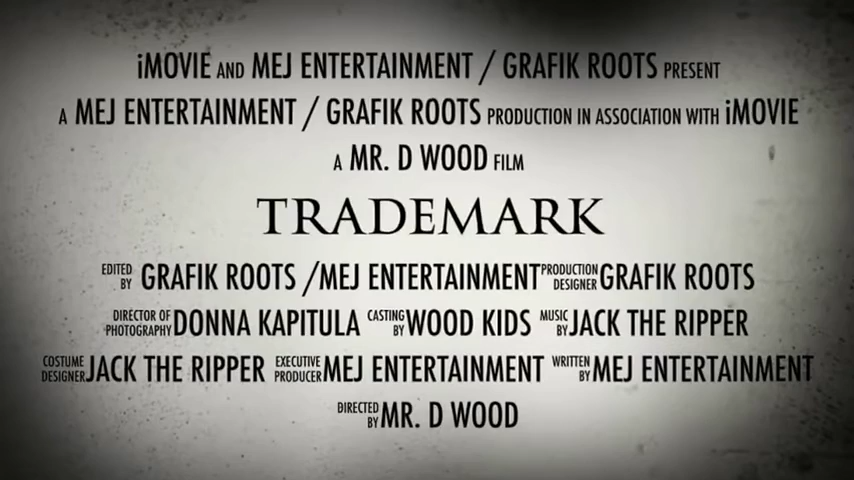 iMOVIE AND MEJ ENTERTAINMENT / GRAFIK ROOTS PRESENT
A MEJ ENTERTAINMENT / GRAFIK ROOTS PRODUCTION IN ASSOCIATION WITH iMOVIE
A MR. D WOOD FILM
TRADEMARK
EDITED BY GRAFIK ROOTS /MEJ ENTERTAINMENT PRODUCTION DESIGNER GRAFIK ROOTS
DIRECTOR OF PHOTOGRAPHY DONNA KAPITULA CASTING BY WOOD KIDS MUSIC BY JACK THE RIPPER
COSTUME DESIGNER JACK THE RIPPER EXECUTIVE PRODUCER MEJ ENTERTAINMENT WRITTEN BY MEJ ENTERTAINMENT
DIRECTED BY MR. D WOOD